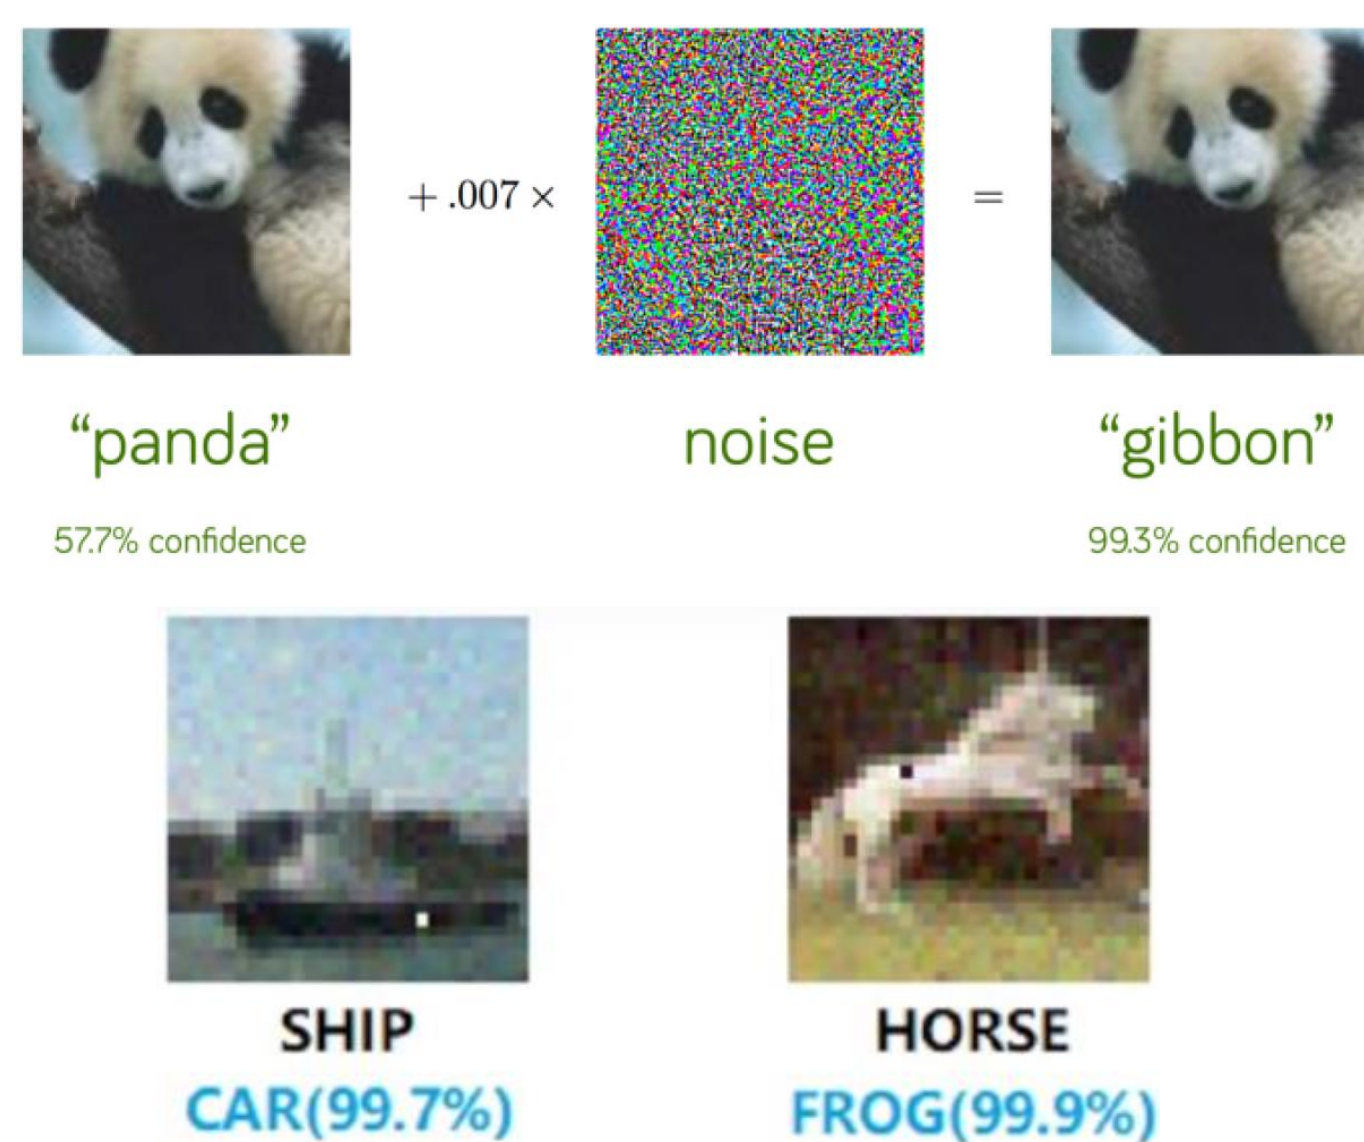 + .007 ×
=
“panda”
noise
“gibbon”
57.7% confidence
99.3% confidence
SHIP
HORSE
CAR(99.7%)
FROG(99.9%)